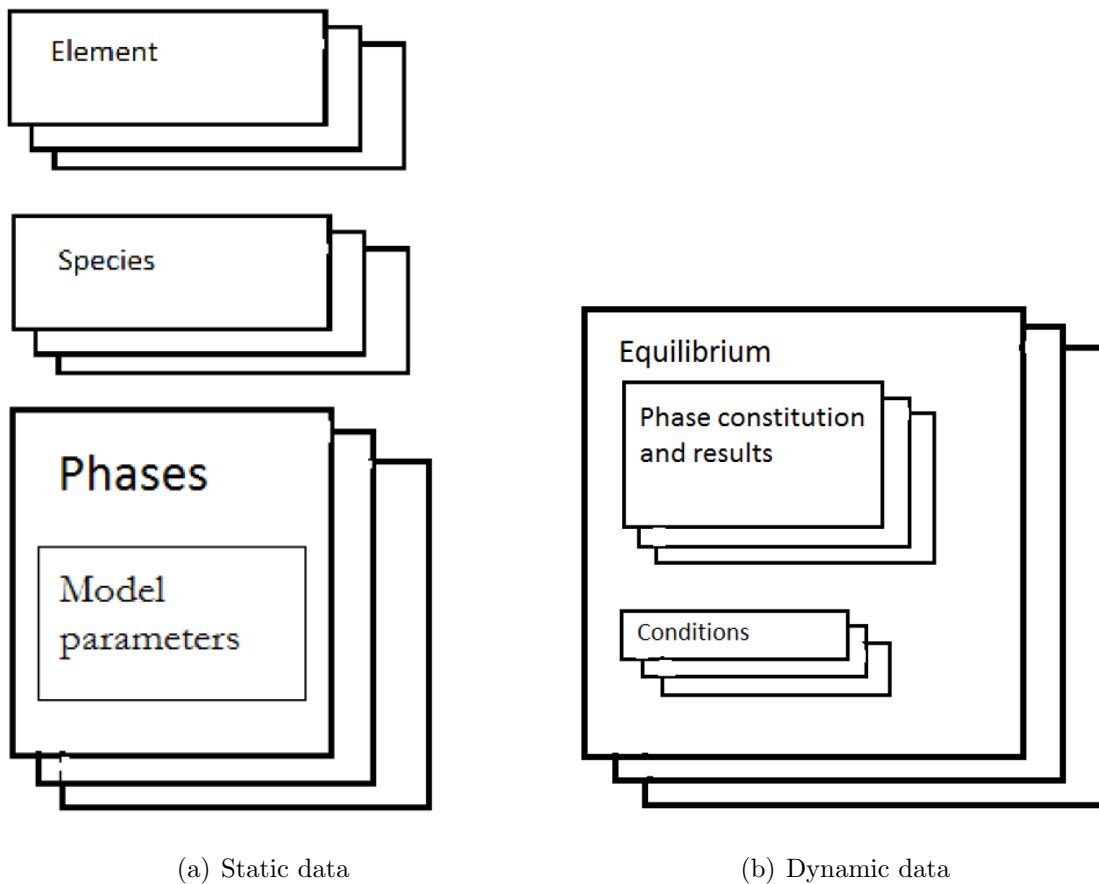 Element
Species
Phases
Model
parameters
Equilibrium
Phase constitution
and results
Conditions
(a) Static data
(b) Dynamic data